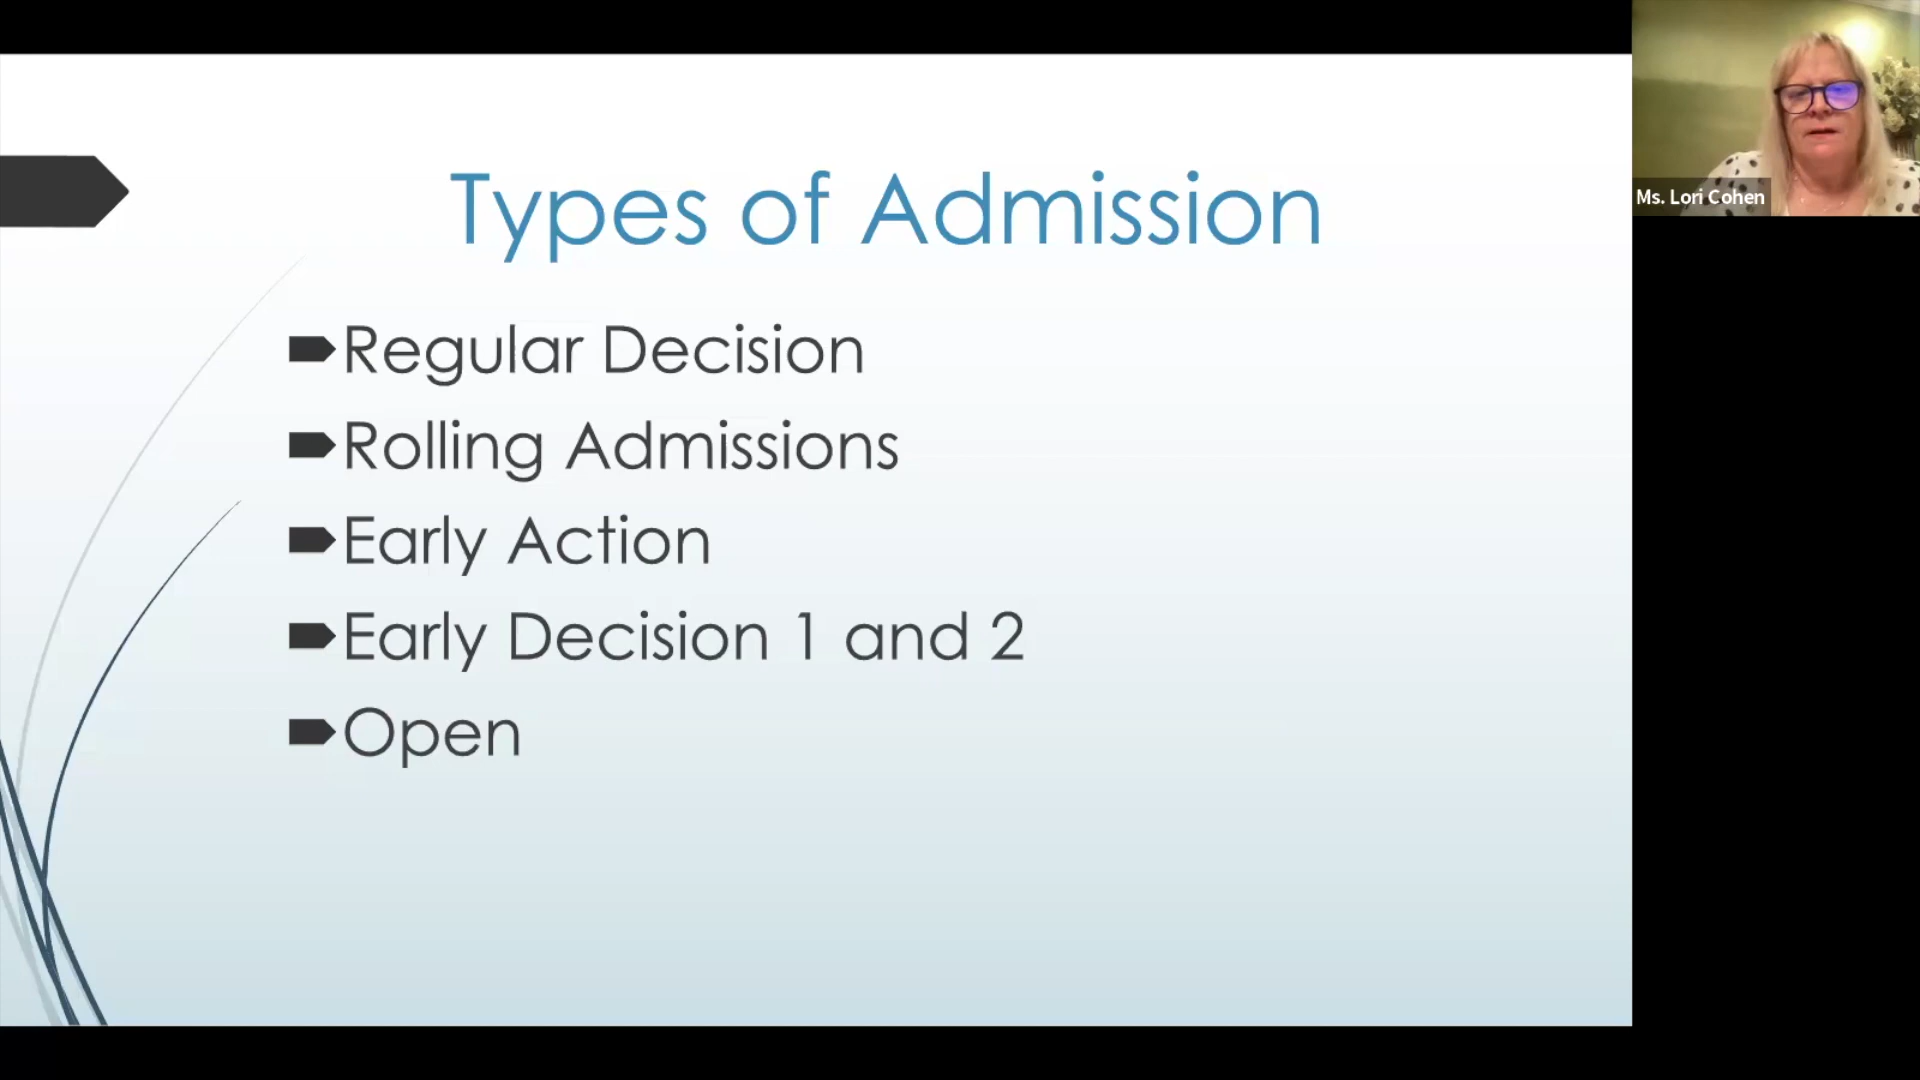 Types of Admission
Regular Decision
Rolling Admissions
Early Action
Early Decision 1 and 2
Open
Ms. Lori Cohen